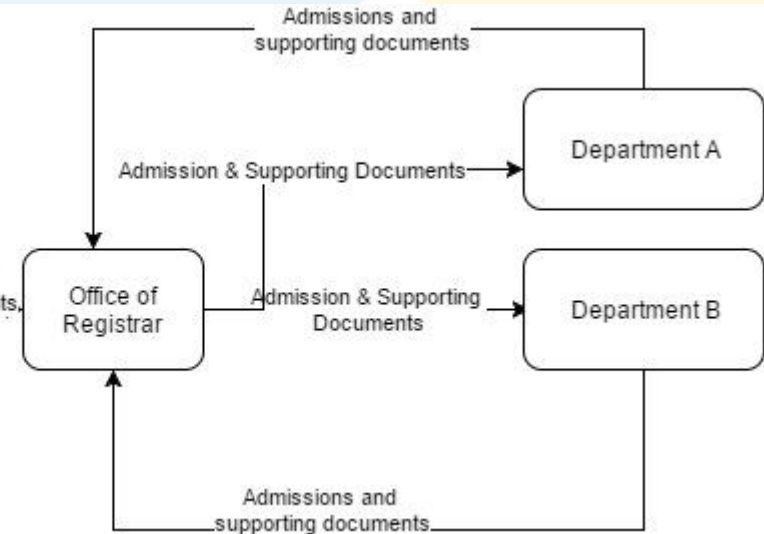 Admissions and
supporting documents
Department A
Admission & Supporting Documents
ts,
Office of
Registrar
Admission & Supporting
Documents
Department B
Admissions and
supporting documents